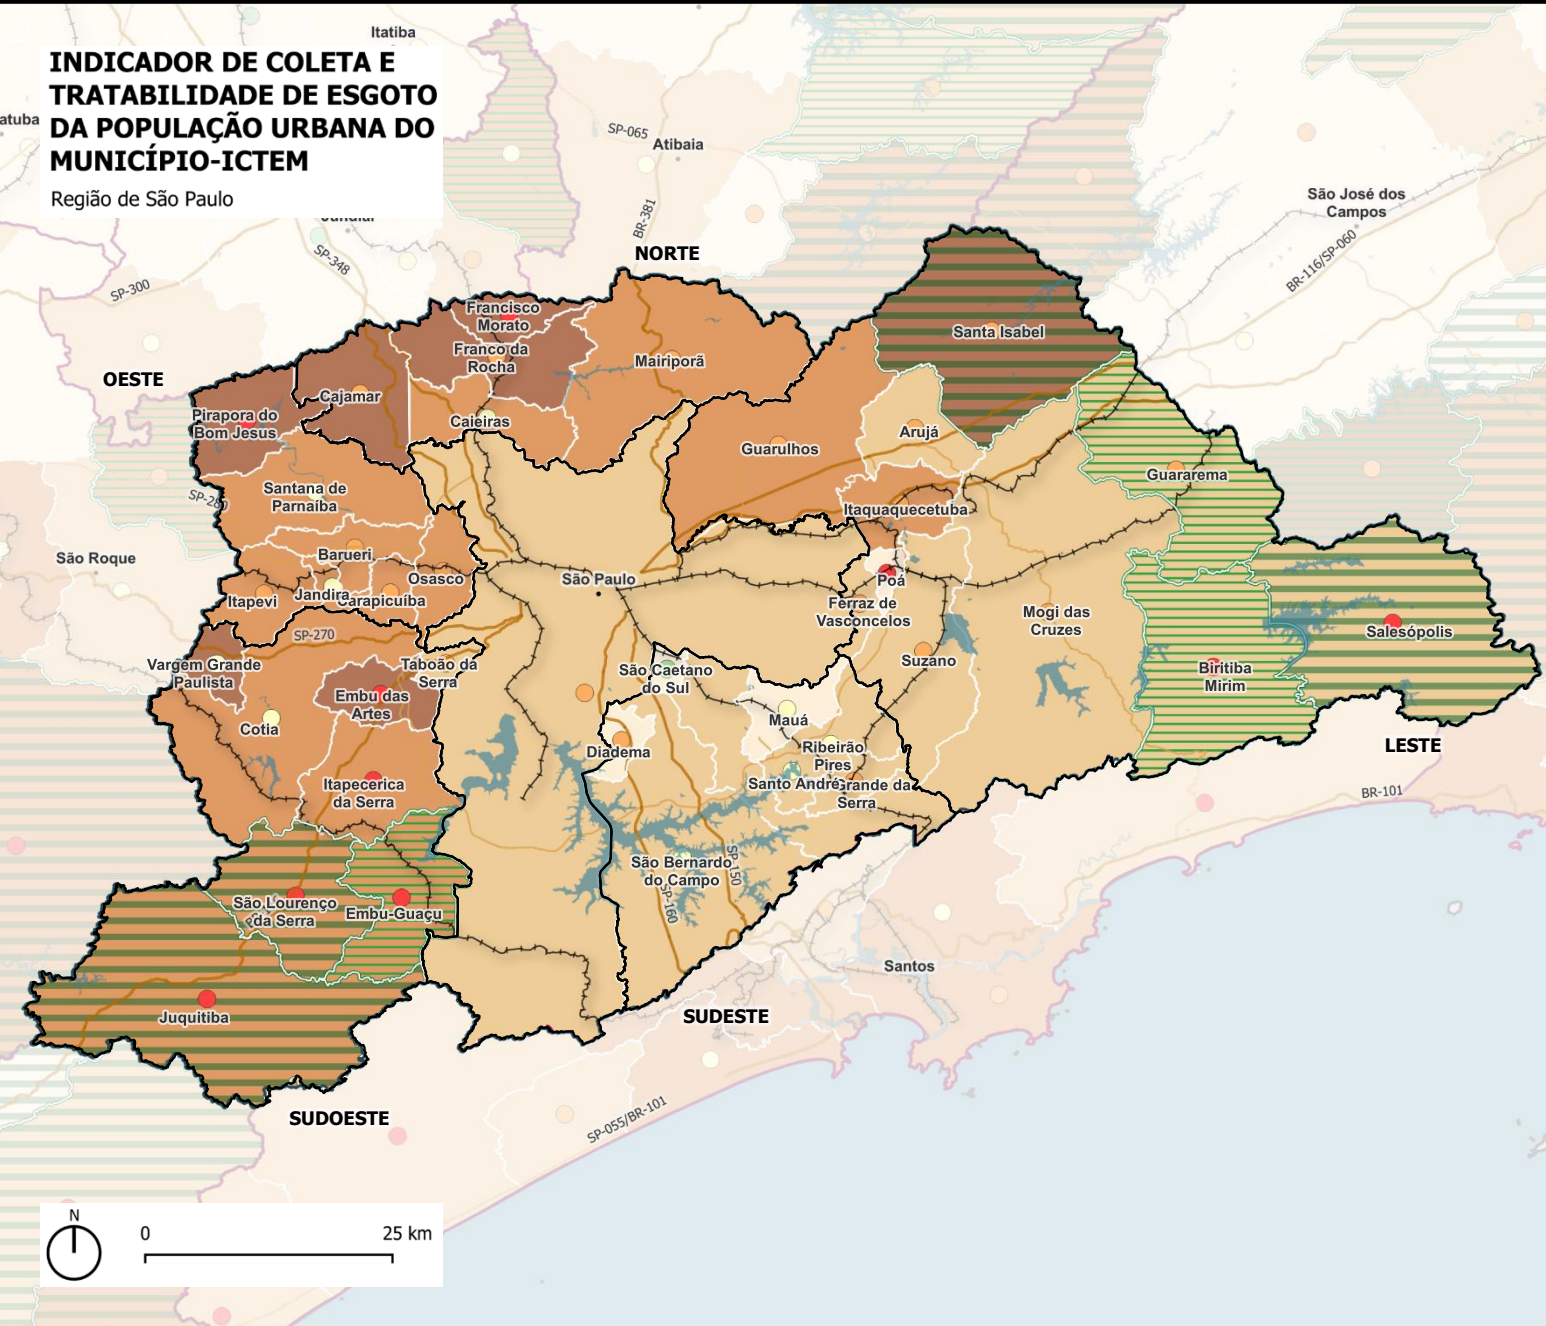 Itatiba
INDICADOR DE COLETA E
TRATABILIDADE DE ESGOTO
DA POPULAÇÃO URBANA DO
MUNICÍPIO-ICTEM
Região de São Paulo
atuba
SP-065
Atibaia
BR-381
São José dos
Campos
BR-116/SP-060
SP-348
SP-300
NORTE
OESTE
Francisco
Morato
Franco da
Rocha
Mairiporã
Santa Isabel
Cajamar
Pirapora do
Bom Jesus
Caieiras
Guarulhos
Arujá
Guararema
Santana de
Parnaíba
SP-280
Itaquaquecetuba
São Roque
Barueri
Osasco
Jandira
Carapicuíba
Itapevi
São Paulo
Poá
Ferraz de
Vasconcelos
Mogi das
Cruzes
Salesópolis
SP-270
Vargem Grande
Paulista
Taboão da
Serra
Embu das
Artes
São Caetano
do Sul
Suzano
Biritiba
Mirim
Cotia
Mauá
Diadema
Ribeirão
Pires
LESTE
Itapecerica
da Serra
Santo André
Grande da
Serra
BR-101
São Bernardo
do Campo
SP-150
SP-160
São Lourenço
da Serra
Embu-Guaçu
Santos
Juquitiba
SUDESTE
SUDOESTE
SP-055/BR-101
N
0
25 km